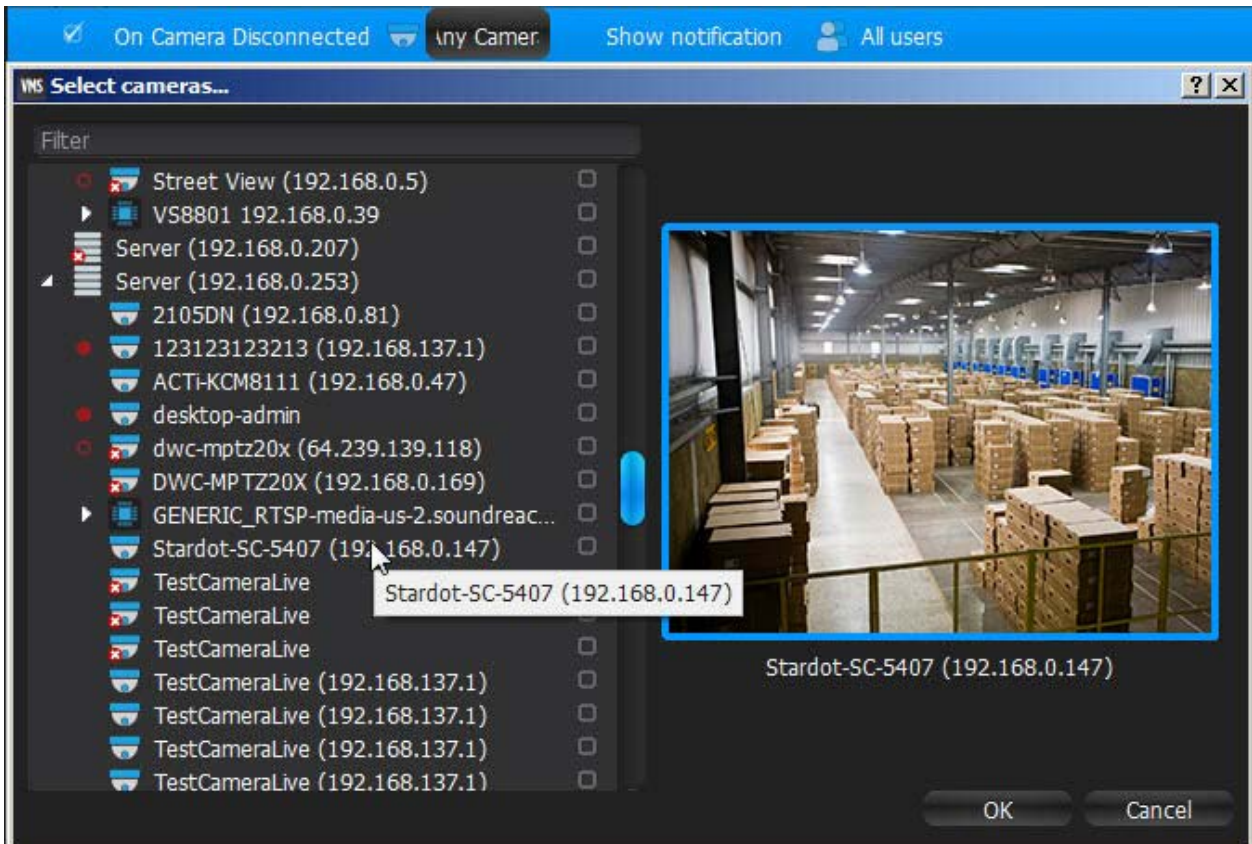 On Camera Disconnected \ny Camer Show notification All users
VMS Select cameras... ? X
Filter
Street View (192.168.0.5)
VS8801 192.168.0.39
Server (192.168.0.207)
Server (192.168.0.253)
2105DN (192.168.0.81)
123123123213 (192.168.137.1)
ACTi-KCM8111 (192.168.0.47)
desktop-admin
dwc-mptz20x (64.239.139.118)
DWC-MPTZ20X (192.168.0.169)
GENERIC_RTSP-media-us-2.soundreac...
Stardot-SC-5407 (192.168.0.147)
TestCameraLive
Stardot-SC-5407 (192.168.0.147)
TestCameraLive
TestCameraLive
TestCameraLive (192.168.137.1)
TestCameraLive (192.168.137.1)
TestCameraLive (192.168.137.1)
TestCameraLive (192.168.137.1)
Stardot-SC-5407 (192.168.0.147)
OK Cancel